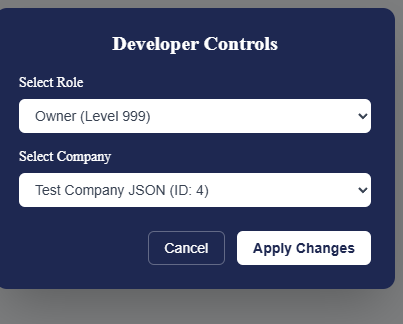 Developer Controls
Select Role
Owner (Level 999)
Select Company
Test Company JSON (ID: 4)
Cancel Apply Changes